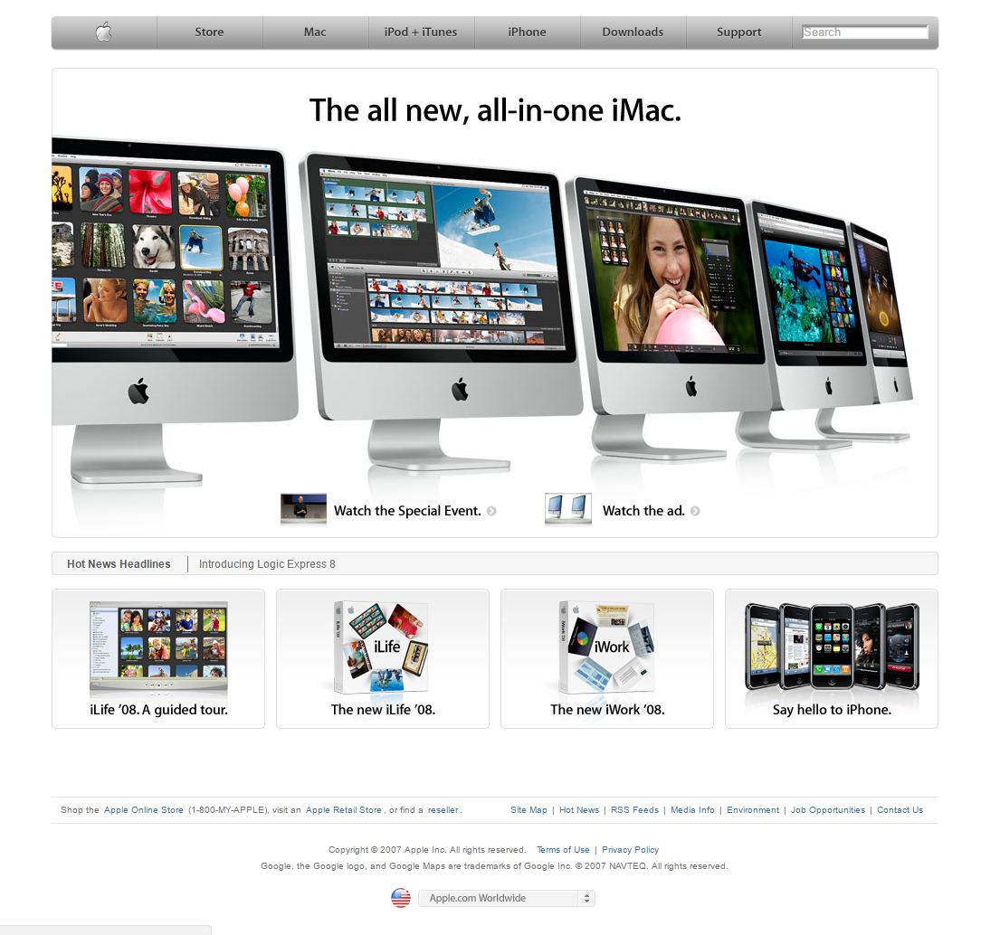 Store Mac iPod + iTunes iPhone Downloads Support Search
The all new, all-in-one iMac.
Watch the Special Event. Watch the ad.
Hot News Headlines Introducing Logic Express 8
iLife
iWork
iLife ’08. A guided tour. The new iLife ’08. The new iWork ’08. Say hello to iPhone.
Shop the Apple Online Store (1-800-MY-APPLE), visit an Apple Retail Store, or find a reseller. Site Map | Hot News | RSS Feeds | Media Info | Environment | Job Opportunities | Contact Us
Copyright © 2007 Apple Inc. All rights reserved. Terms of Use | Privacy Policy
Google, the Google logo, and Google Maps are trademarks of Google Inc. © 2007 NAVTEQ. All rights reserved.
Apple.com Worldwide